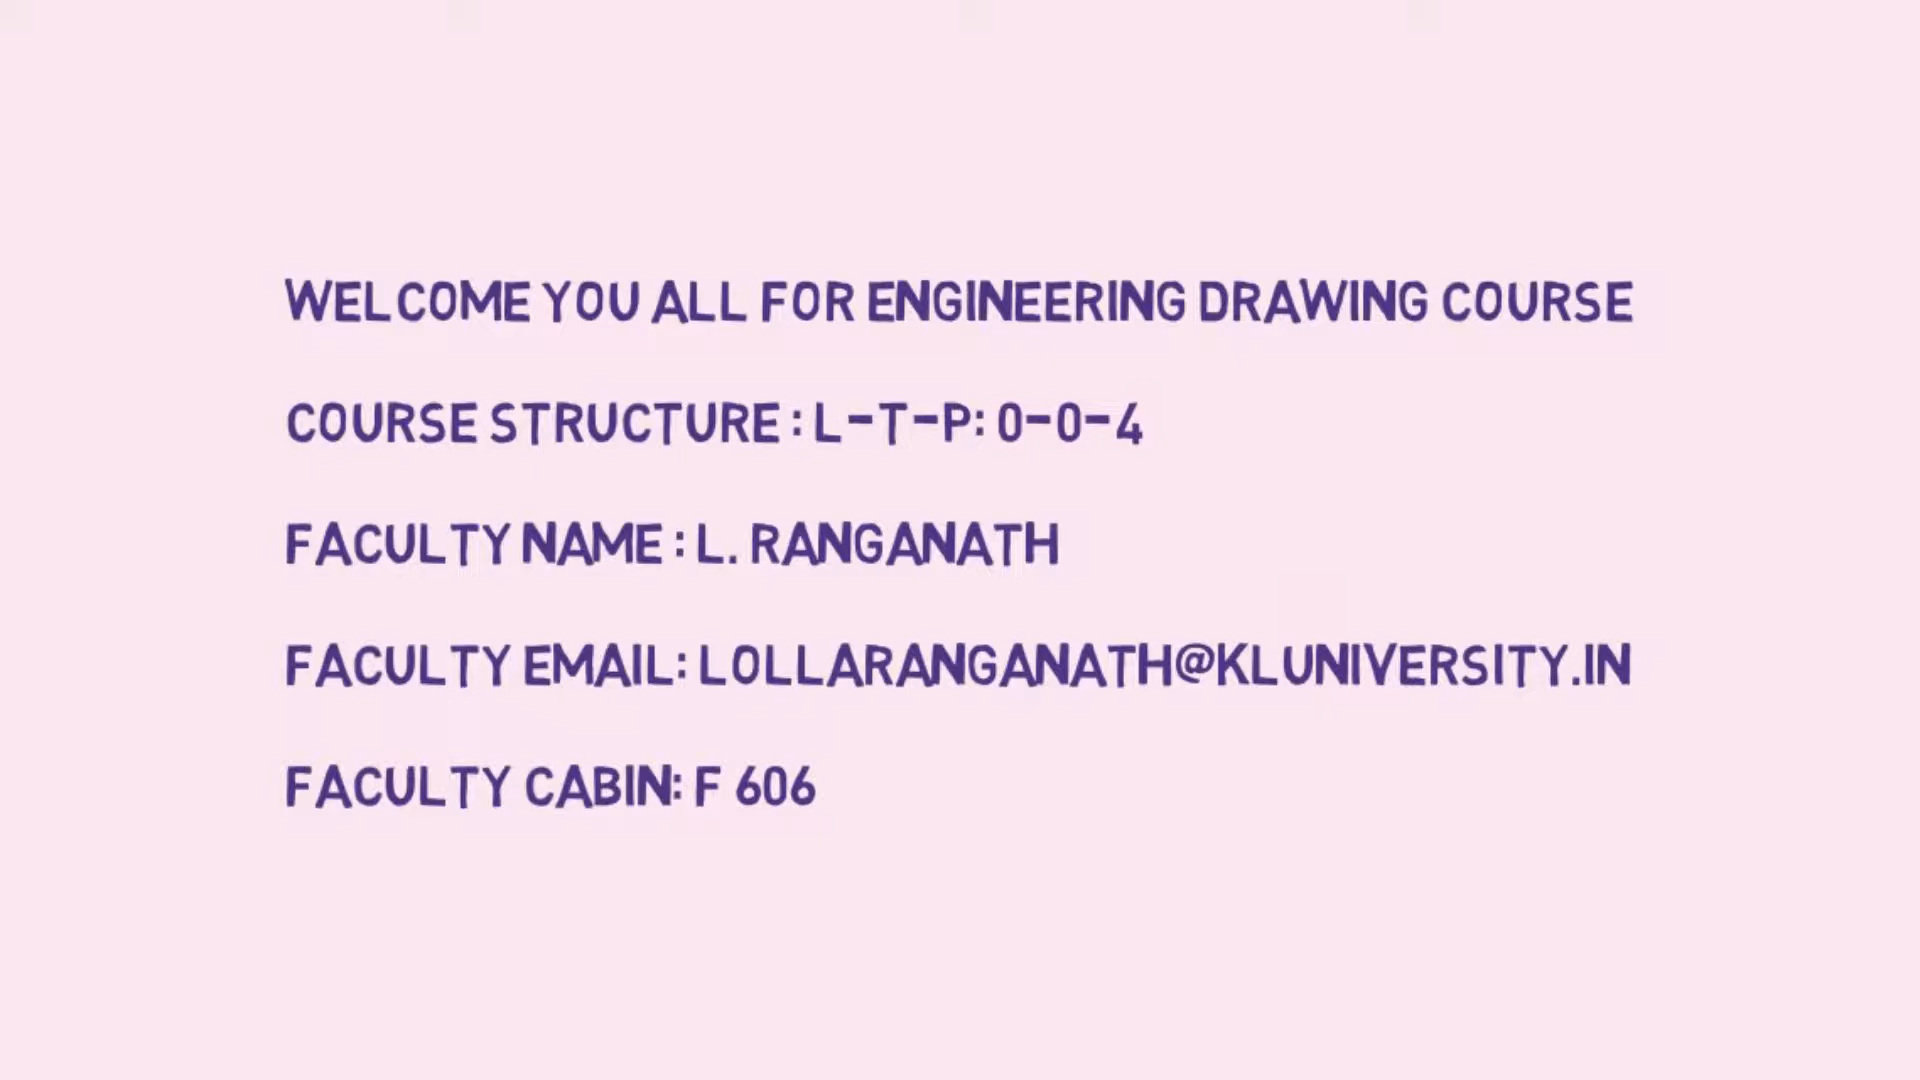 WELCOME YOU ALL FOR ENGINEERING DRAWING COURSE
COURSE STRUCTURE : L-T-P: 0-0-4
FACULTY NAME : L. RANGANATH
FACULTY EMAIL: LOLLARANGANATH@KLUNIVERSITY.IN
FACULTY CABIN: F 606